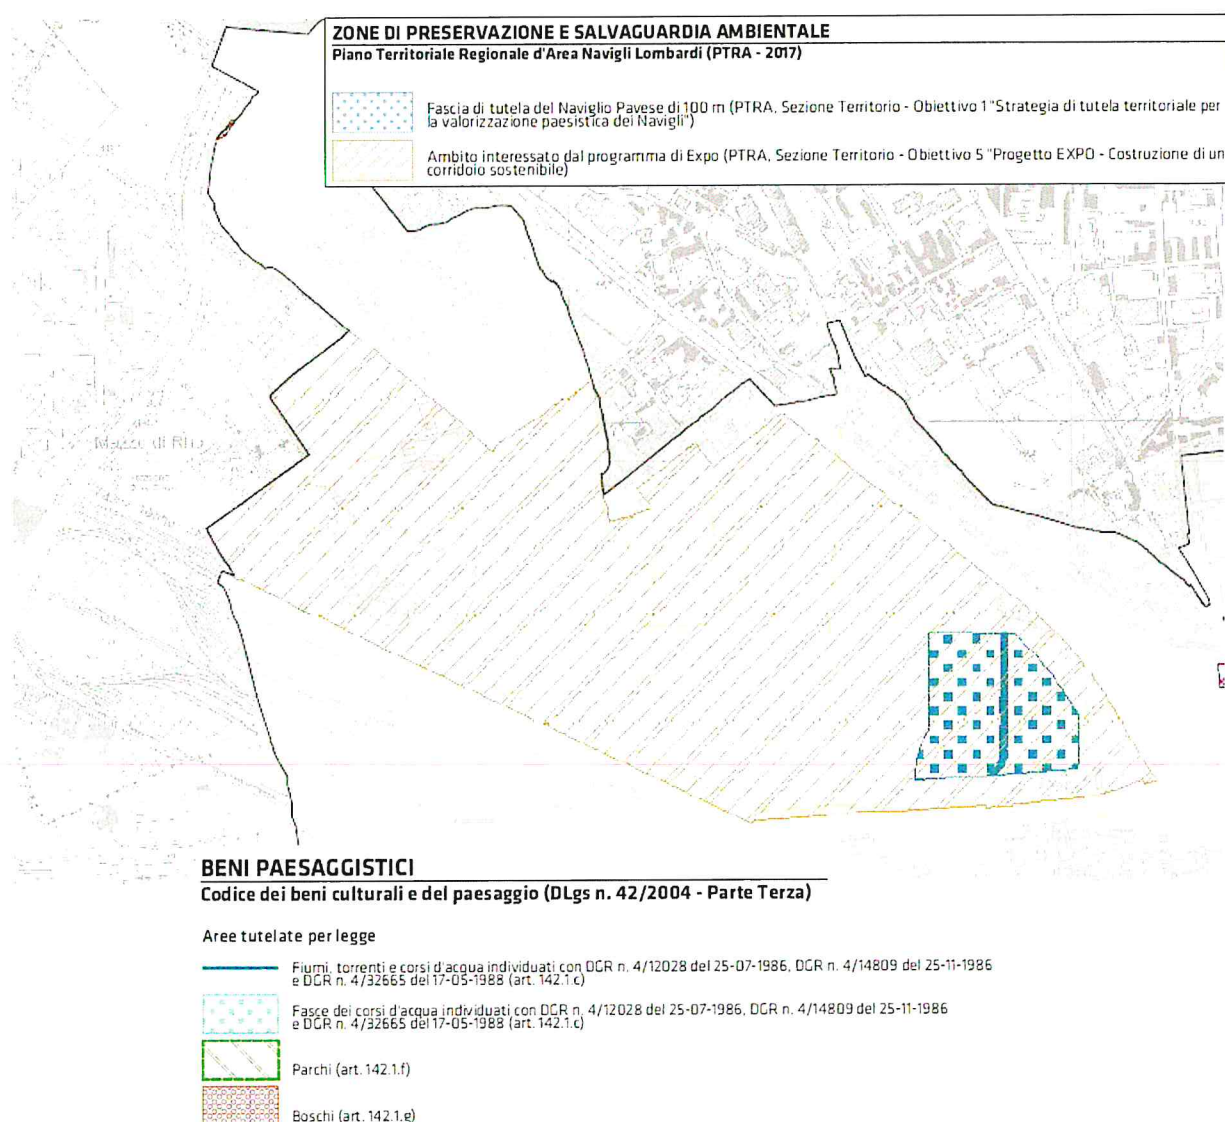 ZONE DI PRESERVAZIONE E SALVAGUARDIA AMBIENTALE
Piano Territoriale Regionale d'Area Navigli Lombardi (PTRA - 2017)
Fascia di tutela del Naviglio Pavese di 100 m (PTRA, Sezione Territorio - Obiettivo 1 "Strategia di tutela territoriale per
la valorizzazione paesistica dei Navigli")
Ambito interessato dal programma di Expo (PTRA, Sezione Territorio - Obiettivo 5 "Progetto EXPO - Costruzione di un
corridoio sostenibile)
Mazzo di Rho
BENI PAESAGGISTICI
Codice dei beni culturali e del paesaggio (DLgs n. 42/2004 - Parte Terza)
Aree tutelate per legge
Fiumi, torrenti e corsi d'acqua individuati con DGR n. 4/12028 del 25-07-1986, DGR n. 4/14809 del 25-11-1986
e DGR n. 4/32665 del 17-05-1988 (art. 142.1.c)
Fasce dei corsi d'acqua individuati con DGR n. 4/12028 del 25-07-1986, DGR n. 4/14809 del 25-11-1986
e DGR n. 4/32665 del 17-05-1988 (art. 142.1.c)
Parchi (art. 142.1.f)
Boschi (art. 142.1.g)